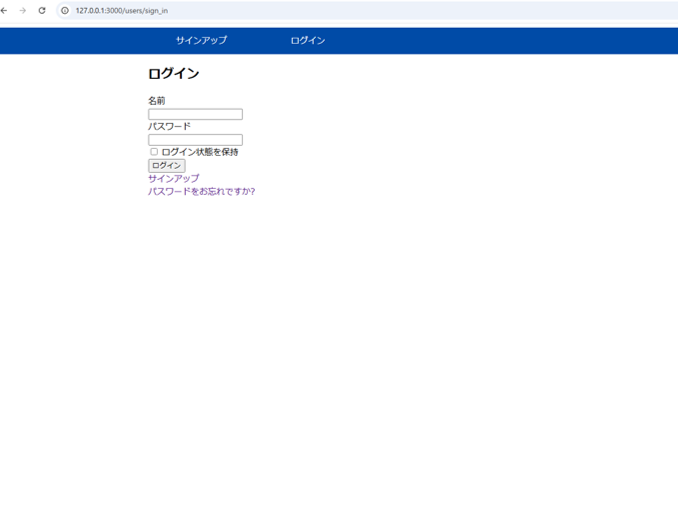 127.0.0.1:3000/users/sign_in
サインアップ ログイン
ログイン
名前
パスワード
ログイン状態を保持
ログイン
サインアップ
パスワードをお忘れですか?